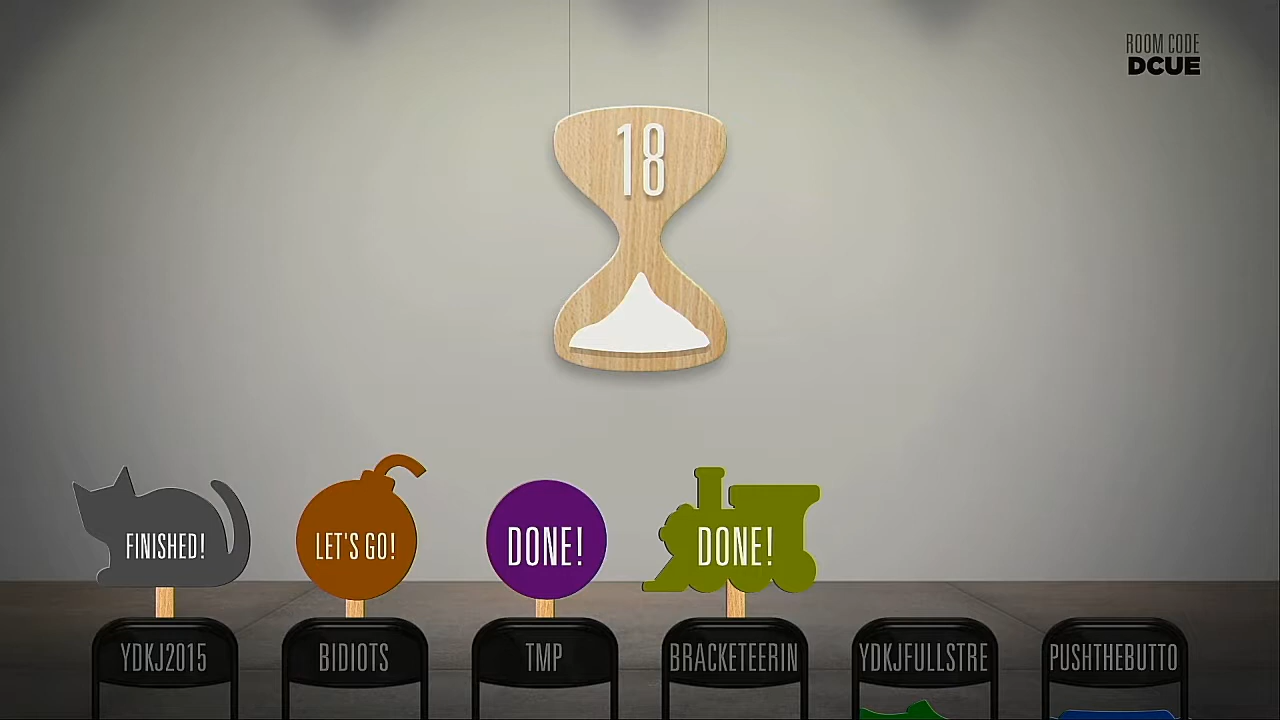 ROOM CODE
DCUE
18
FINISHED!
LET'S GO!
DONE!
DONE!
YDKJ2015
BIDIOTS
TMP
BRACKETEERIN
YDKJFULLSTRE
PUSHTHEBUTTO